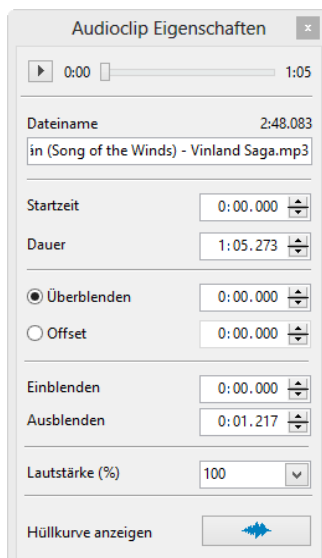 Audioclip Eigenschaften x
0:00 1:05
Dateiname 2:48.083
(Song of the Winds) - Vinland Saga.mp3
Startzeit 0:00.000
Dauer 1:05.273
Überblenden 0:00.000
Offset 0:00.000
Einblenden 0:00.000
Ausblenden 0:01.217
Lautstärke (%) 100
Hüllkurve anzeigen